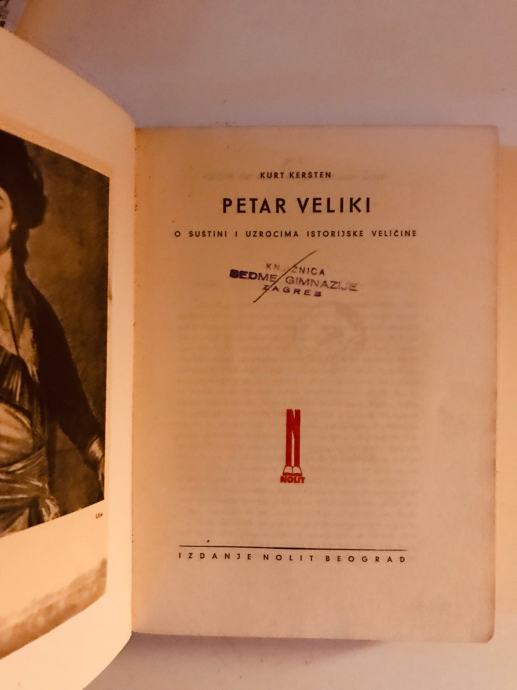 KURT KERSTEN
PETAR VELIKI
O SUŠTINI I UZROCIMA ISTORIJSKE VELIČINE
KNJIŽNICA
SEDME GIMNAZIJE
ZAGREB
N
NOLIT
IZDANJE NOLIT BEOGRAD